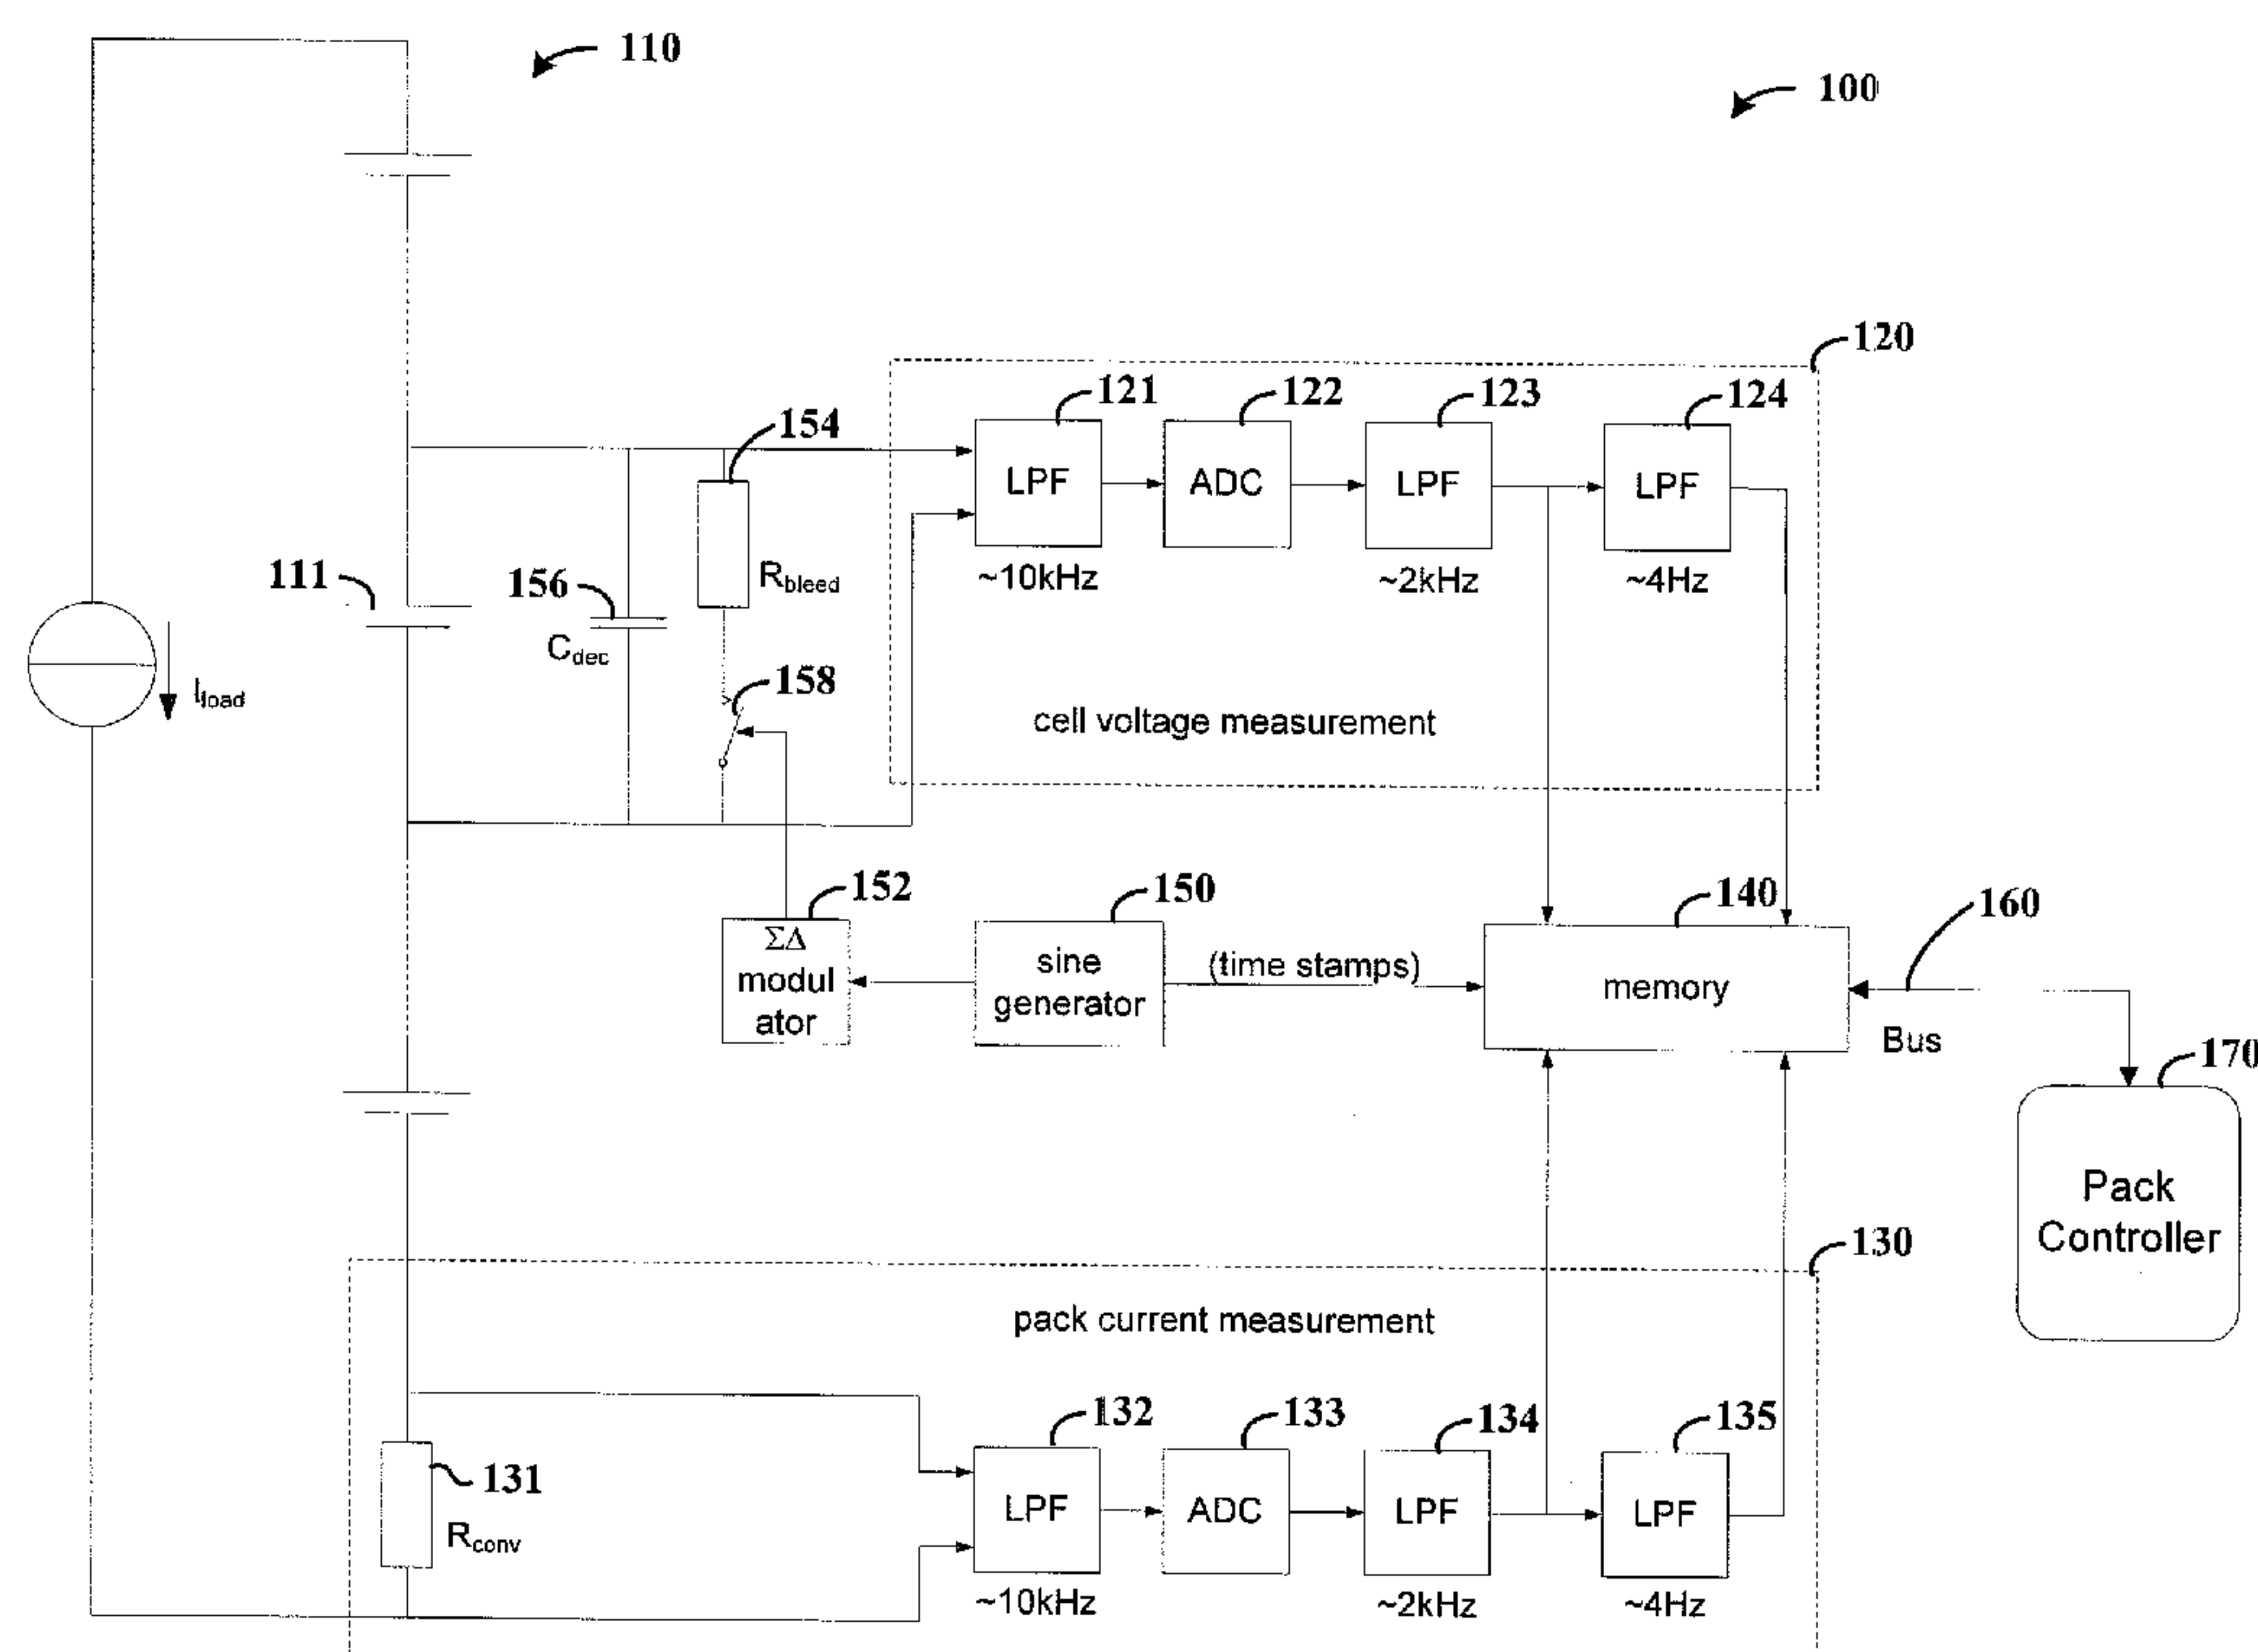 110
100
120
121
122
123
124
154
LPF
ADC
LPF
LPF
111
156
Rbleed
~10kHz
~2kHz
~4Hz
Cdec
158
Iload
cell voltage measurement
152
150
140
160
ΣΔ
modul
ator
sine
generator
(time stamps)
memory
Bus
170
Pack
Controller
130
pack current measurement
132
133
134
135
131
LPF
ADC
LPF
LPF
Rconv
~10kHz
~2kHz
~4Hz